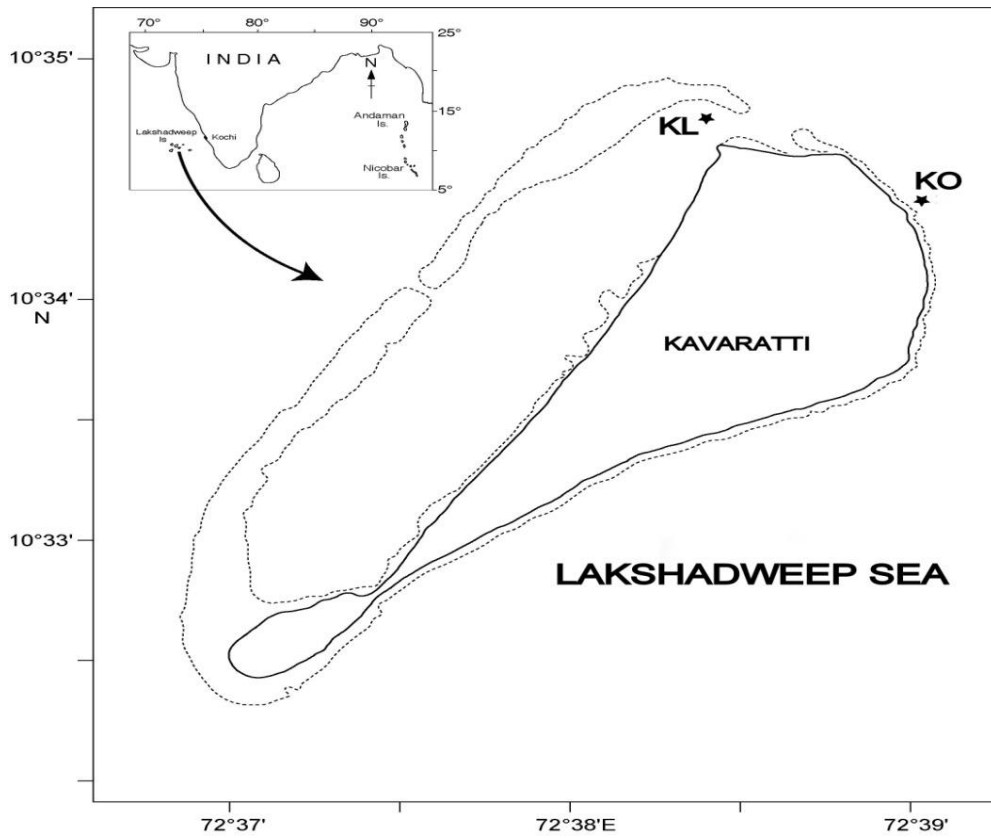 70° 80° 90°
25°
INDIA
N
15°
Andaman
Is.
Lakshadweep
Is.
Kochi
Nicobar
Is.
5°
10°35'
KL
KO
10°34'
N
KAVARATTI
10°33'
LAKSHADWEEP SEA
72°37' 72°38'E 72°39'